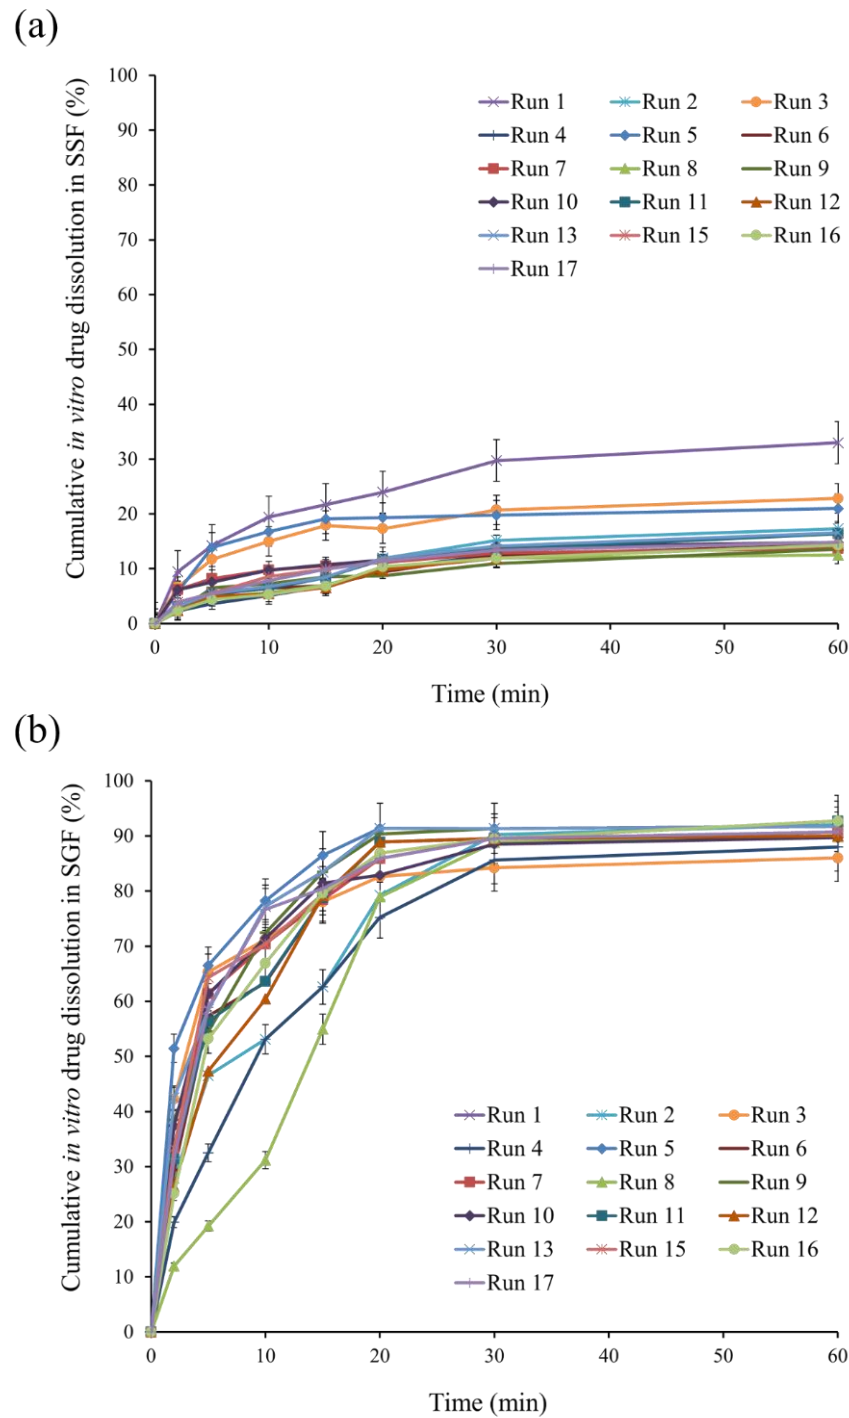 (a)
Cumulative in vitro drug dissolution in SSF (%)
100
90
80
70
60
50
40
30
20
10
0
Run 1 Run 2 Run 3
Run 4 Run 5 Run 6
Run 7 Run 8 Run 9
Run 10 Run 11 Run 12
Run 13 Run 15 Run 16
Run 17
0 10 20 30 40 50 60
Time (min)
(b)
Cumulative in vitro drug dissolution in SGF (%)
100
90
80
70
60
50
40
30
20
10
0
Run 1 Run 2 Run 3
Run 4 Run 5 Run 6
Run 7 Run 8 Run 9
Run 10 Run 11 Run 12
Run 13 Run 15 Run 16
Run 17
0 10 20 30 40 50 60
Time (min)